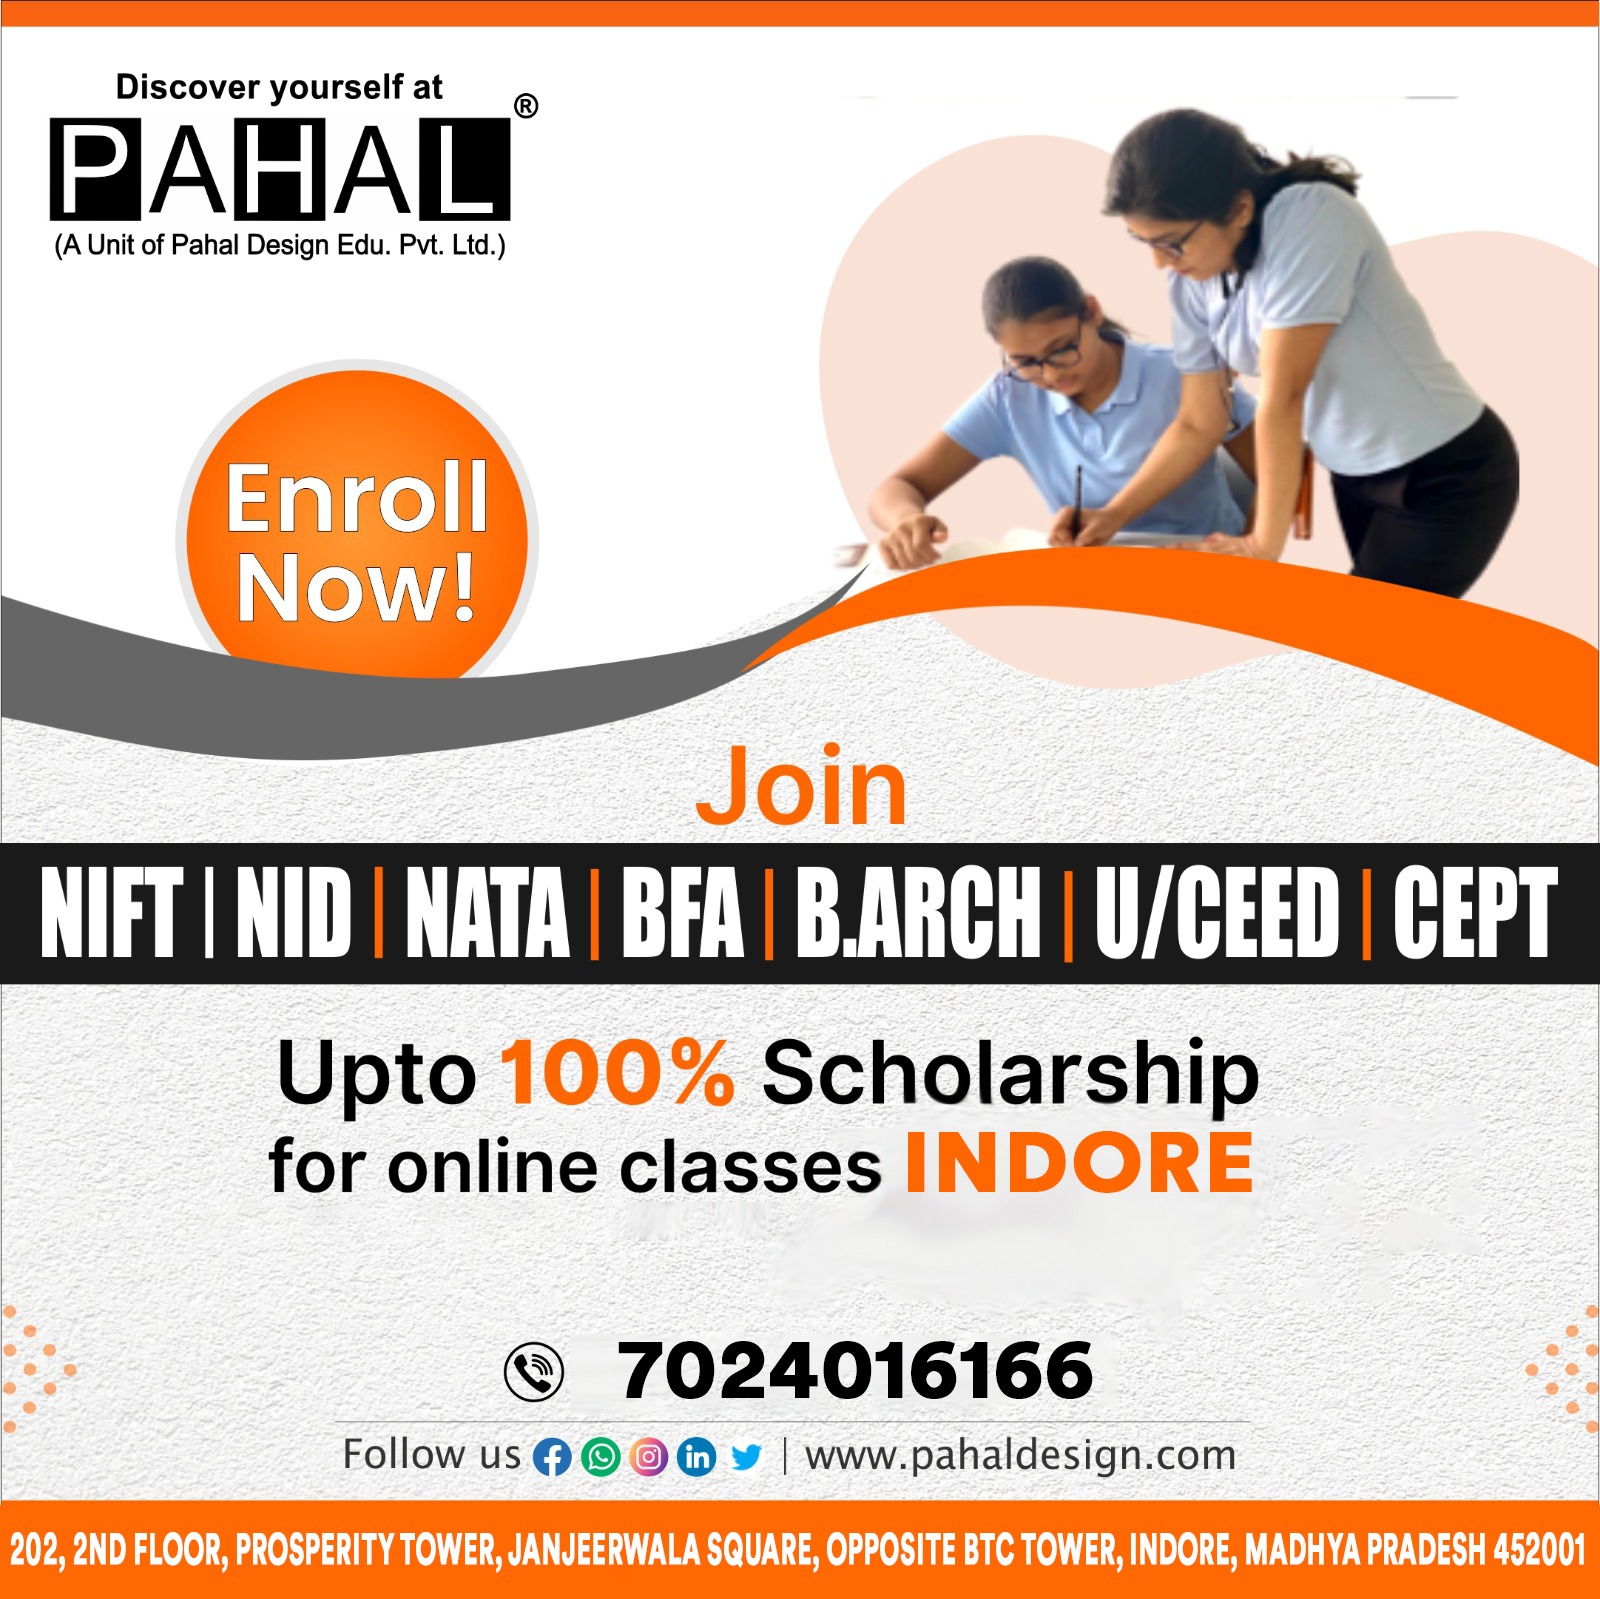 Discover yourself at
PAHAL®
(A Unit of Pahal Design Edu. Pvt. Ltd.)
Enroll
Now!
Join
NIFT | NID | NATA | BFA | B.ARCH | U/CEED | CEPT
Upto 100% Scholarship
for online classes INDORE
7024016166
Follow us | www.pahaldesign.com
202, 2ND FLOOR, PROSPERITY TOWER, JANJEERWALA SQUARE, OPPOSITE BTC TOWER, INDORE, MADHYA PRADESH 452001